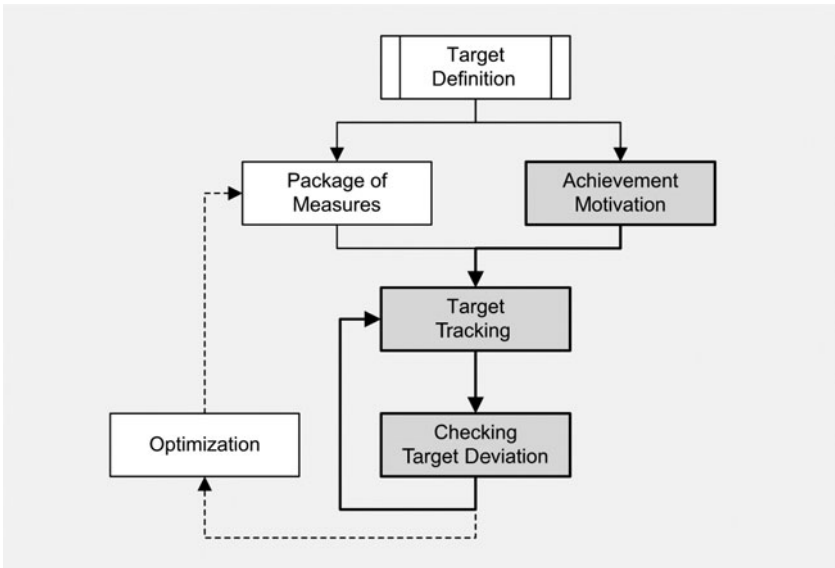 Target
Definition
Package of
Measures
Achievement
Motivation
Target
Tracking
Optimization
Checking
Target Deviation